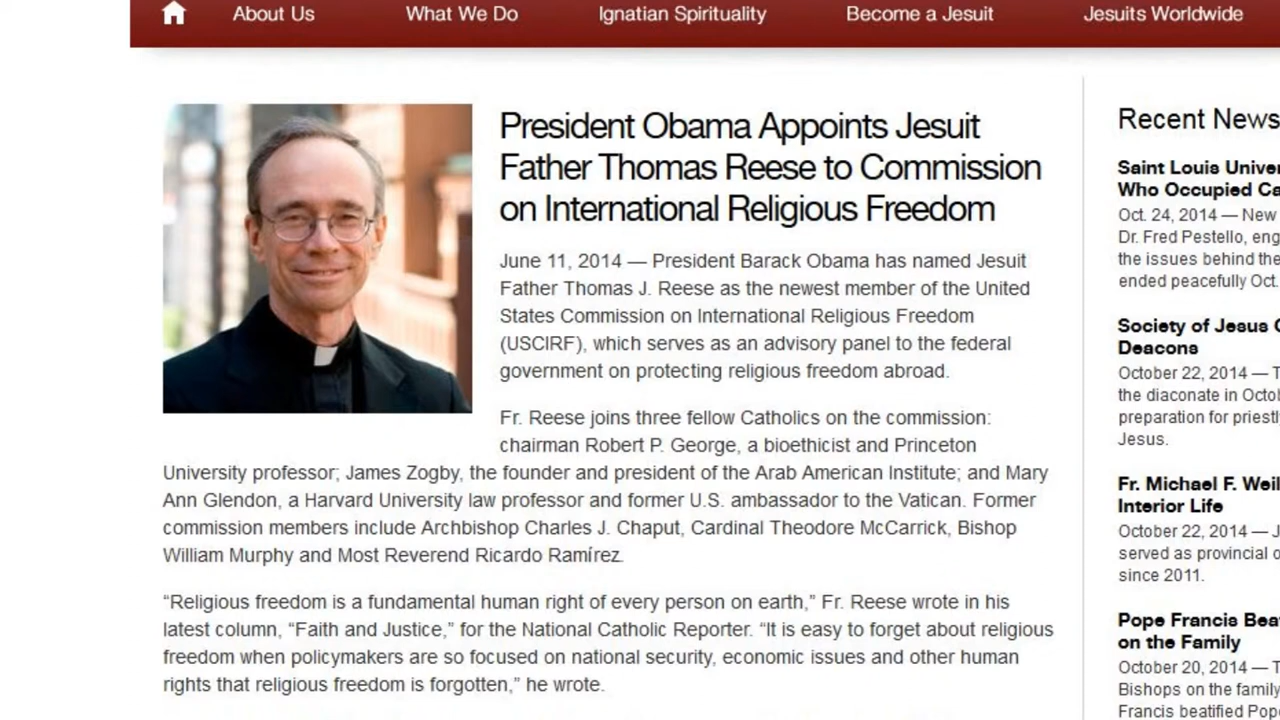 About Us What We Do Ignatian Spirituality Become a Jesuit Jesuits Worldwide
President Obama Appoints Jesuit
Father Thomas Reese to Commission
on International Religious Freedom
June 11, 2014 — President Barack Obama has named Jesuit
Father Thomas J. Reese as the newest member of the United
States Commission on International Religious Freedom
(USCIRF), which serves as an advisory panel to the federal
government on protecting religious freedom abroad.
Fr. Reese joins three fellow Catholics on the commission:
chairman Robert P. George, a bioethicist and Princeton
University professor; James Zogby, the founder and president of the Arab American Institute; and Mary
Ann Glendon, a Harvard University law professor and former U.S. ambassador to the Vatican. Former
commission members include Archbishop Charles J. Chaput, Cardinal Theodore McCarrick, Bishop
William Murphy and Most Reverend Ricardo Ramírez.
“Religious freedom is a fundamental human right of every person on earth,” Fr. Reese wrote in his
latest column, “Faith and Justice,” for the National Catholic Reporter. “It is easy to forget about religious
freedom when policymakers are so focused on national security, economic issues and other human
rights that religious freedom is forgotten,” he wrote.
Recent News
Saint Louis
Who Occupied
Oct. 24, 2014 — New
Dr. Fred Pestello,
the issues behind the
ended peacefully Oct.
Society of Jesus
Deacons
October 22, 2014 —
the diaconate in
preparation for
Jesus.
Fr. Michael F.
Interior Life
October 22, 2014 —
served as provincial
since 2011.
Pope Francis
on the Family
October 20, 2014 —
Bishops on the family
Francis beatified